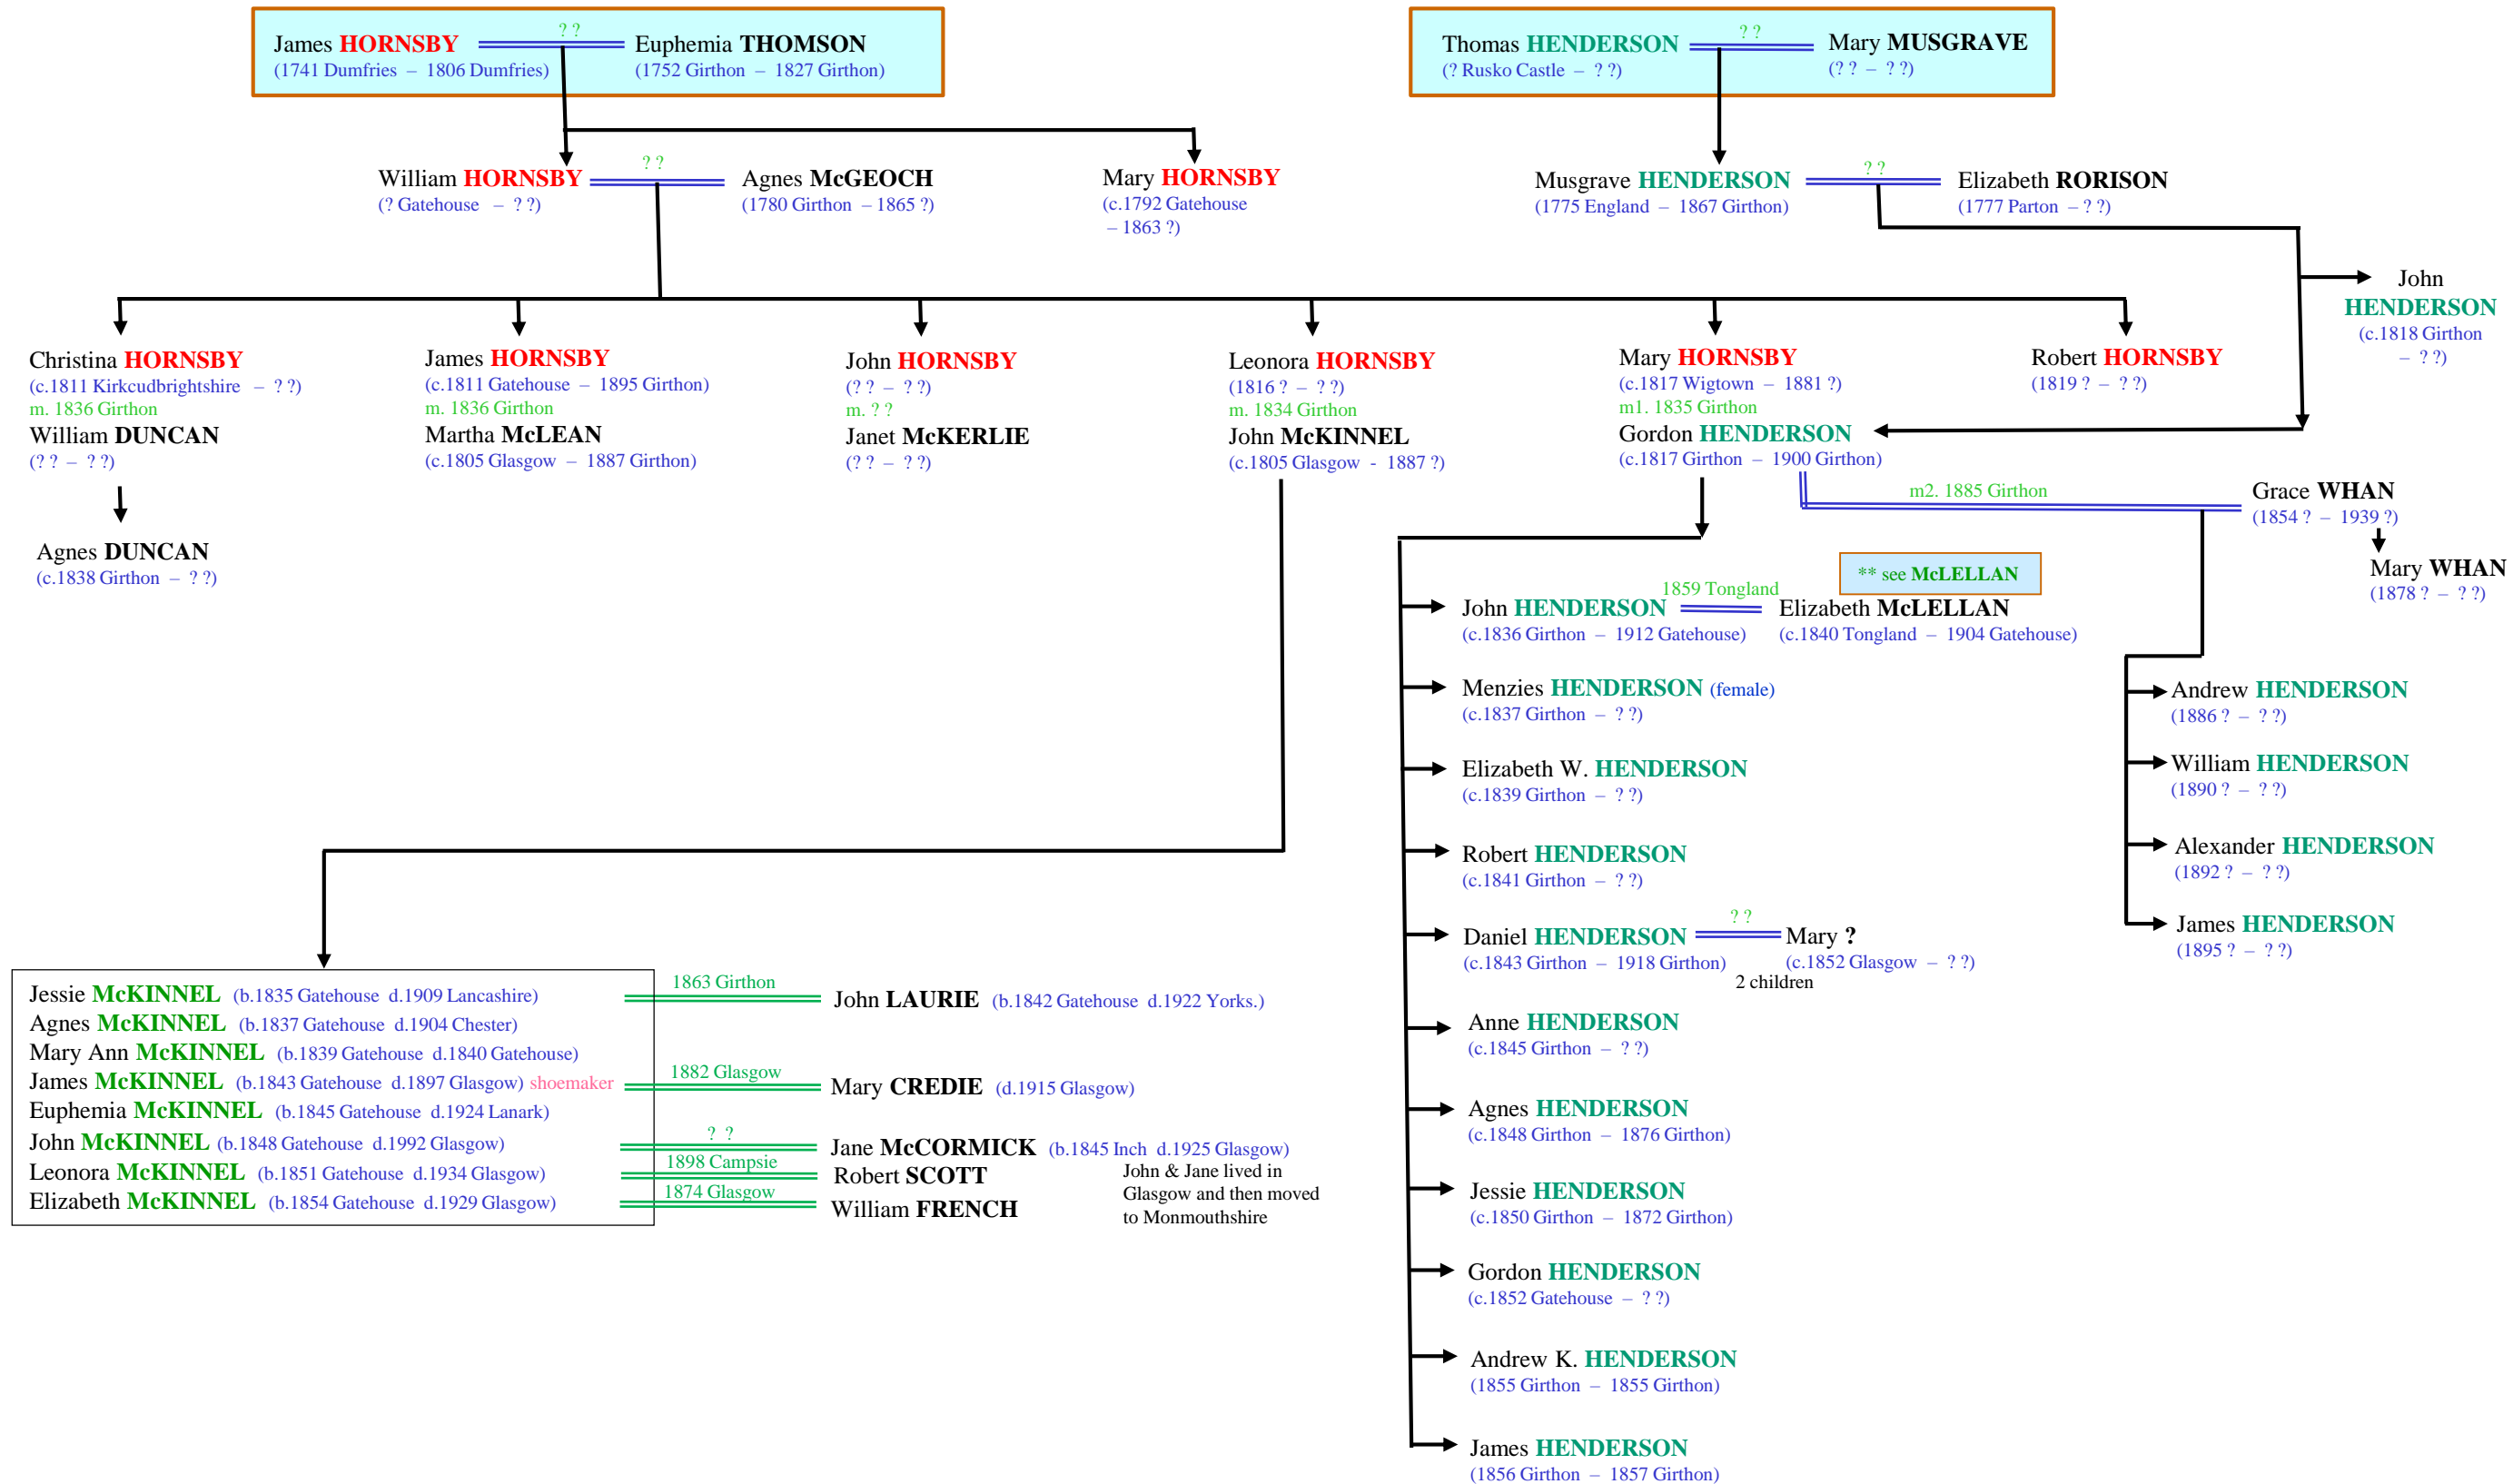 James HORNSBY ? ? Euphemia THOMSON
(1741 Dumfries – 1806 Dumfries) (1752 Girthon – 1827 Girthon)
Thomas HENDERSON ? ? Mary MUSGRAVE
(? Rusko Castle – ? ?) (? ? – ? ?)
William HORNSBY ? ? Agnes McGEOCH
(? Gatehouse – ? ?) (1780 Girthon – 1865 ?)
Mary HORNSBY
(c.1792 Gatehouse
– 1863 ?)
Musgrave HENDERSON ? ? Elizabeth RORISON
(1775 England – 1867 Girthon) (1777 Parton – ? ?)
John
HENDERSON
(c.1818 Girthon
– ? ?)
Christina HORNSBY
(c.1811 Kirkcudbrightshire – ? ?)
m. 1836 Girthon
William DUNCAN
(? ? – ? ?)
James HORNSBY
(c.1811 Gatehouse – 1895 Girthon)
m. 1836 Girthon
Martha McLEAN
(c.1805 Glasgow – 1887 Girthon)
John HORNSBY
(? ? – ? ?)
m. ? ?
Janet McKERLIE
(? ? – ? ?)
Leonora HORNSBY
(1816 ? – ? ?)
m. 1834 Girthon
John McKINNEL
(c.1805 Glasgow - 1887 ?)
Mary HORNSBY
(c.1817 Wigtown – 1881 ?)
m1. 1835 Girthon
Gordon HENDERSON
(c.1817 Girthon – 1900 Girthon)
Robert HORNSBY
(1819 ? – ? ?)
m2. 1885 Girthon
Grace WHAN
(1854 ? – 1939 ?)
Mary WHAN
(1878 ? – ? ?)
Agnes DUNCAN
(c.1838 Girthon – ? ?)
** see McLELLAN
John HENDERSON 1859 Tongland Elizabeth McLELLAN
(c.1836 Girthon – 1912 Gatehouse) (c.1840 Tongland – 1904 Gatehouse)
Menzies HENDERSON (female)
(c.1837 Girthon – ? ?)
Elizabeth W. HENDERSON
(c.1839 Girthon – ? ?)
Robert HENDERSON
(c.1841 Girthon – ? ?)
Daniel HENDERSON ? ? Mary ?
(c.1843 Girthon – 1918 Girthon) (c.1852 Glasgow – ? ?)
2 children
Anne HENDERSON
(c.1845 Girthon – ? ?)
Agnes HENDERSON
(c.1848 Girthon – 1876 Girthon)
Jessie HENDERSON
(c.1850 Girthon – 1872 Girthon)
Gordon HENDERSON
(c.1852 Gatehouse – ? ?)
Andrew K. HENDERSON
(1855 Girthon – 1855 Girthon)
James HENDERSON
(1856 Girthon – 1857 Girthon)
Andrew HENDERSON
(1886 ? – ? ?)
William HENDERSON
(1890 ? – ? ?)
Alexander HENDERSON
(1892 ? – ? ?)
James HENDERSON
(1895 ? – ? ?)
Jessie McKINNEL (b.1835 Gatehouse d.1909 Lancashire) 1863 Girthon John LAURIE (b.1842 Gatehouse d.1922 Yorks.)
Agnes McKINNEL (b.1837 Gatehouse d.1904 Chester)
Mary Ann McKINNEL (b.1839 Gatehouse d.1840 Gatehouse)
James McKINNEL (b.1843 Gatehouse d.1897 Glasgow) shoemaker 1882 Glasgow Mary CREDIE (d.1915 Glasgow)
Euphemia McKINNEL (b.1845 Gatehouse d.1924 Lanark)
John McKINNEL (b.1848 Gatehouse d.1992 Glasgow) ? ? Jane McCORMICK (b.1845 Inch d.1925 Glasgow)
Leonora McKINNEL (b.1851 Gatehouse d.1934 Glasgow) 1898 Campsie Robert SCOTT
Elizabeth McKINNEL (b.1854 Gatehouse d.1929 Glasgow) 1874 Glasgow William FRENCH
John & Jane lived in
Glasgow and then moved
to Monmouthshire